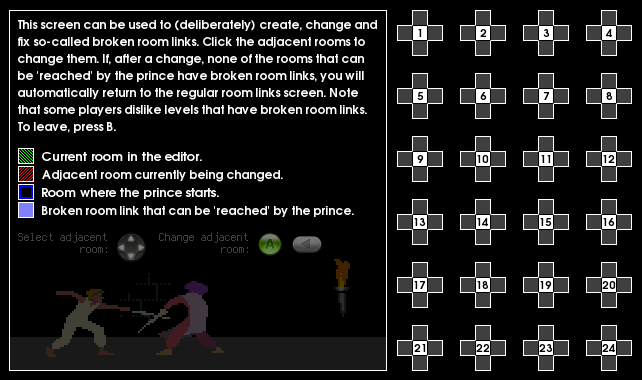 This screen can be used to (deliberately) create, change and
fix so-called broken room links. Click the adjacent rooms to
change them. If, after a change, none of the rooms that can
be 'reached' by the prince have broken room links, you will
automatically return to the regular room links screen. Note
that some players dislike levels that have broken room links.
To leave, press B.
Current room in the editor.
Adjacent room currently being changed.
Room where the prince starts.
Broken room link that can be 'reached' by the prince.
Select adjacent room:
Change adjacent room:
A
1 2 3 4
5 6 7 8
9 10 11 12
13 14 15 16
17 18 19 20
21 22 23 24